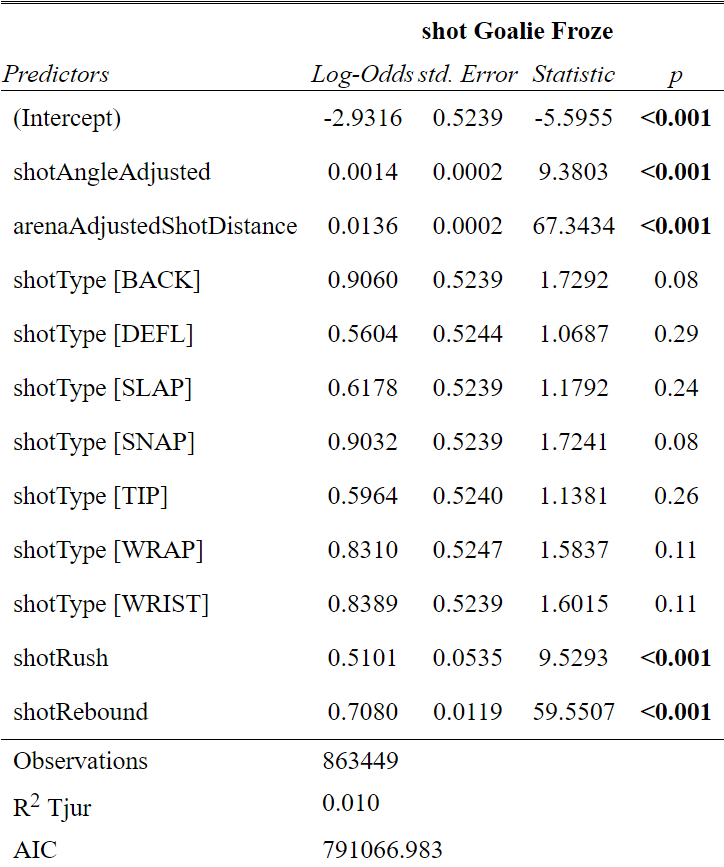 shot Goalie Froze
Predictors Log-Odds std. Error Statistic p
(Intercept) -2.9316 0.5239 -5.5955 <0.001
shotAngleAdjusted 0.0014 0.0002 9.3803 <0.001
arenaAdjustedShotDistance 0.0136 0.0002 67.3434 <0.001
shotType [BACK] 0.9060 0.5239 1.7292 0.08
shotType [DEFL] 0.5604 0.5244 1.0687 0.29
shotType [SLAP] 0.6178 0.5239 1.1792 0.24
shotType [SNAP] 0.9032 0.5239 1.7241 0.08
shotType [TIP] 0.5964 0.5240 1.1381 0.26
shotType [WRAP] 0.8310 0.5247 1.5837 0.11
shotType [WRIST] 0.8389 0.5239 1.6015 0.11
shotRush 0.5101 0.0535 9.5293 <0.001
shotRebound 0.7080 0.0119 59.5507 <0.001
Observations 863449
R2 Tjur 0.010
AIC 791066.983